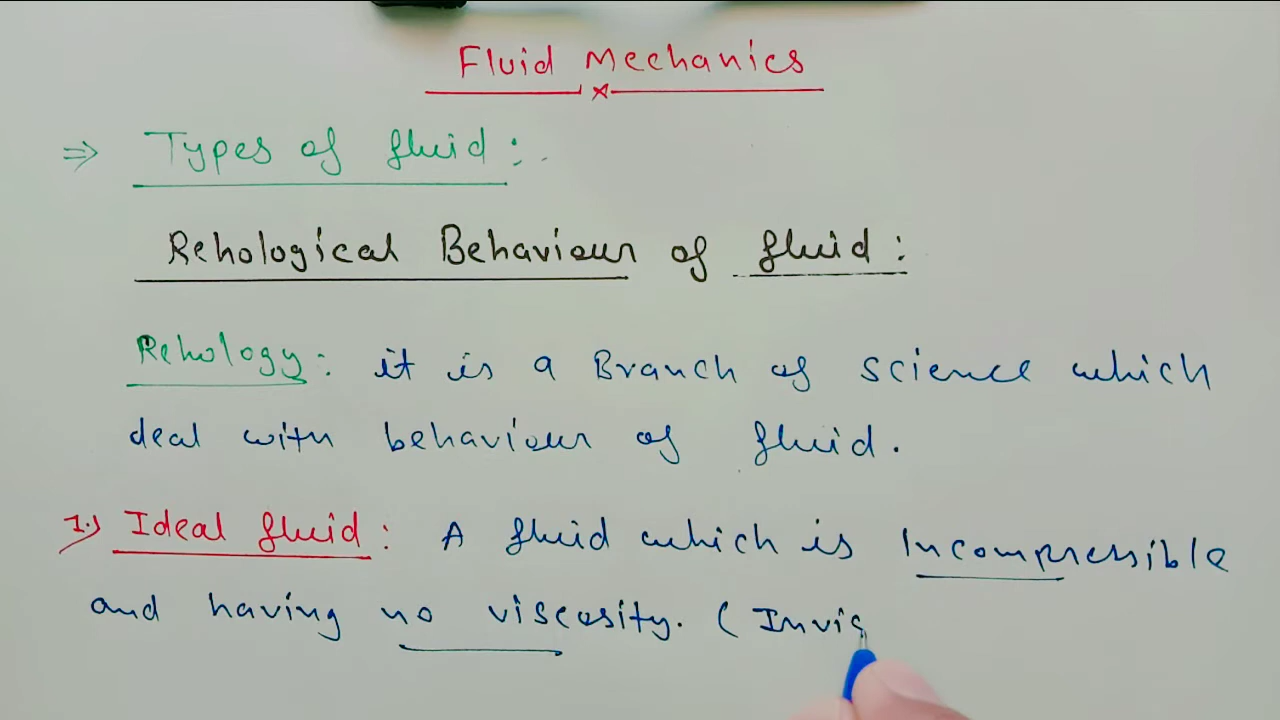 Fluid Mechanics
⇒ Types of fluid:
Rehological Behaviour of fluid:
Rehology: it is a Branch of science which
deal with behaviour of fluid.
1.) Ideal fluid: A fluid which is Incompressible
and having no viscosity. (Invis